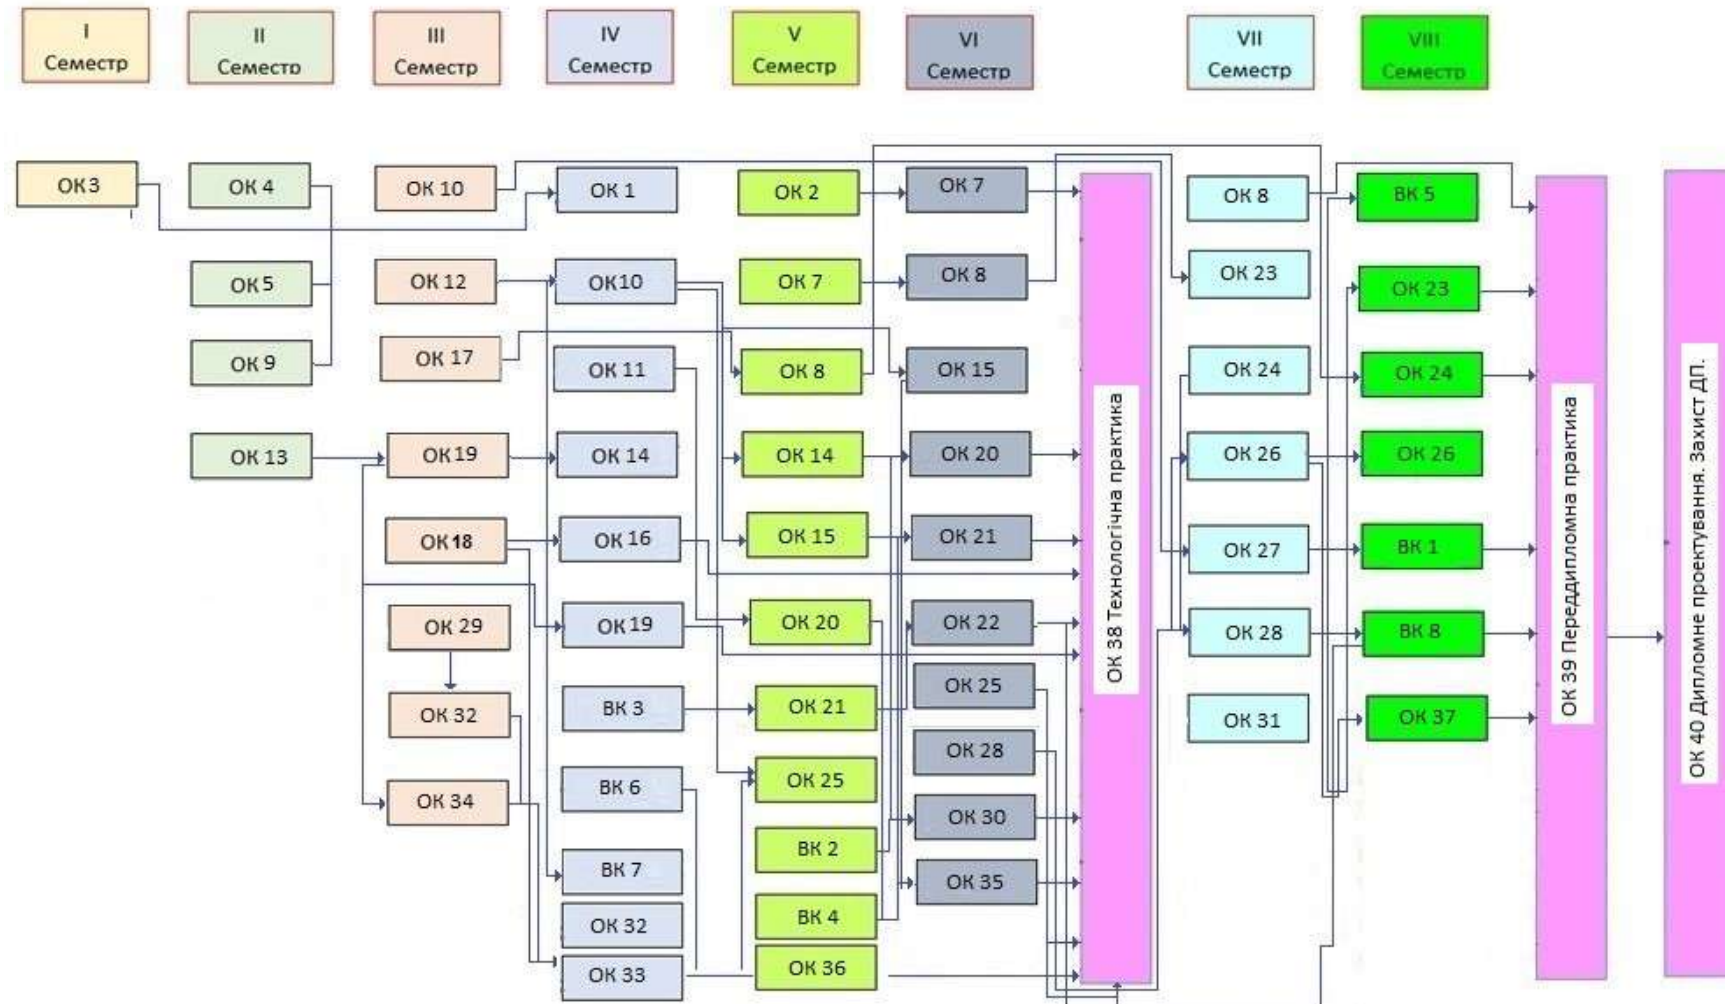 I
Семестр
II
Семестр
III
Семестр
IV
Семестр
V
Семестр
VI
Семестр
VII
Семестр
VIII
Семестр
ОК 3
ОК 4
ОК 5
ОК 9
ОК 13
ОК 10
ОК 12
ОК 17
ОК 19
ОК 18
ОК 29
ОК 32
ОК 34
ОК 1
ОК 10
ОК 11
ОК 14
ОК 16
ОК 19
ВК 3
ВК 6
ВК 7
ОК 32
ОК 33
ОК 2
ОК 7
ОК 8
ОК 14
ОК 15
ОК 20
ОК 21
ОК 25
ВК 2
ВК 4
ОК 36
ОК 7
ОК 8
ОК 15
ОК 20
ОК 21
ОК 22
ОК 25
ОК 28
ОК 30
ОК 35
ОК 38 Технологічна практика
ОК 8
ОК 23
ОК 24
ОК 26
ОК 27
ОК 28
ОК 31
ВК 5
ОК 23
ОК 24
ОК 26
ВК 1
ВК 8
ОК 37
ОК 39 Переддипломна практика
ОК 40 Дипломне проектування. Захист ДП.